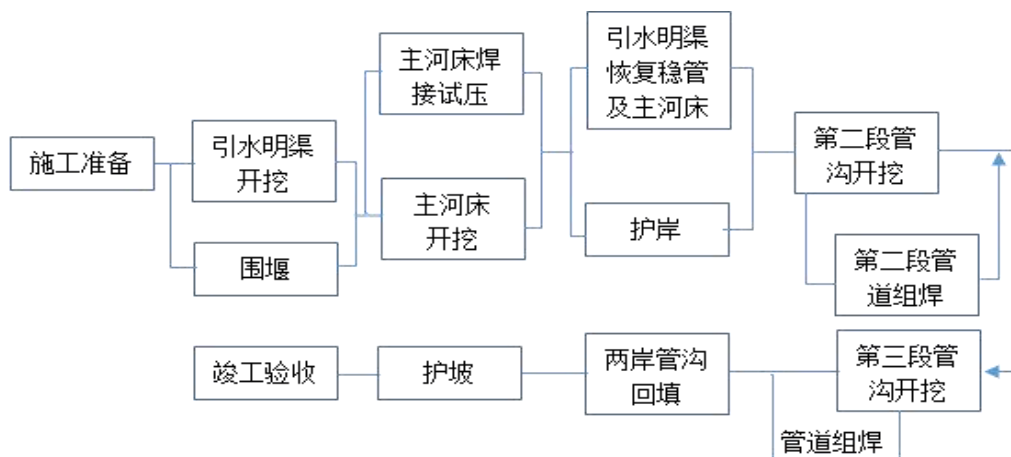 施工准备
引水明渠
开挖
围堰
主河床焊
接试压
主河床
开挖
引水明渠
恢复稳管
及主河床
护岸
第二段管
沟开挖
第二段管
道组焊
竣工验收
护坡
两岸管沟
回填
第三段管
沟开挖
管道组焊